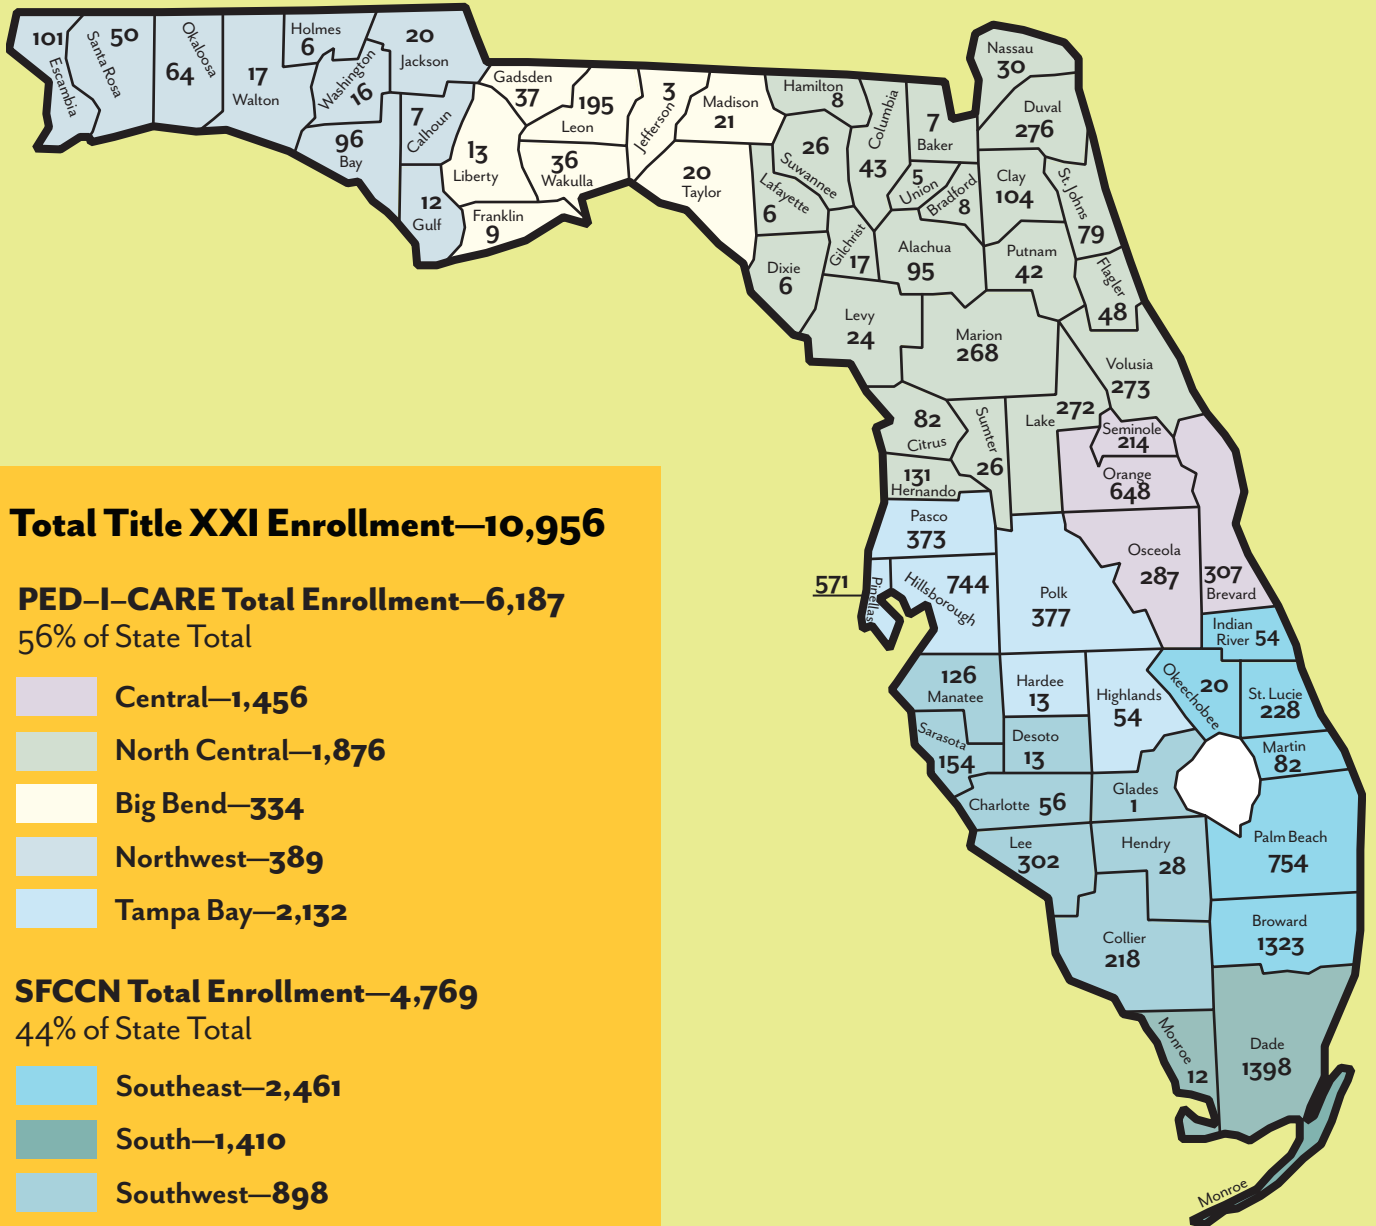 101
Escambia
50
Santa Rosa
Okaloosa
64
17
Walton
Holmes
6
Washington
16
20
Jackson
96
Bay
7
Calhoun
12
Gulf
Gadsden
37
195
Leon
13
Liberty
36
Wakulla
Franklin
9
3
Jefferson
Madison
21
20
Taylor
Hamilton
8
26
Suwannee
Lafayette
6
Dixie
6
Columbia
43
7
Baker
5
Union
Bradford
8
Nassau
30
Duval
276
Clay
104
St. Johns
79
Gilchrist
17
Alachua
95
Putnam
42
Flagler
48
Levy
24
Marion
268
Volusia
273
82
Citrus
Sumter
26
Lake
272
131
Hernando
Seminole
214
Orange
648
Osceola
287
307
Brevard
Pasco
373
571
Pinellas
Hillsborough
744
Polk
377
Indian
River 54
126
Manatee
Hardee
13
Highlands
54
Okeechobee
20
St. Lucie
228
Sarasota
154
Desoto
13
Martin
82
Charlotte 56
Glades
1
Lee
302
Hendry
28
Palm Beach
754
Collier
218
Broward
1323
Monroe
12
Dade
1398
Monroe
Total Title XXI Enrollment—10,956
PED–I–CARE Total Enrollment—6,187
56% of State Total
Central—1,456
North Central—1,876
Big Bend—334
Northwest—389
Tampa Bay—2,132
SFCCN Total Enrollment—4,769
44% of State Total
Southeast—2,461
South—1,410
Southwest—898